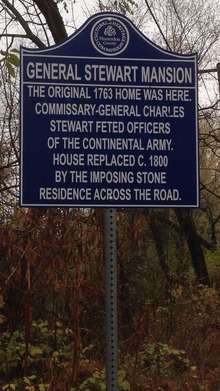 GENERAL STEWART MANSION
THE ORIGINAL 1763 HOME WAS HERE.
COMMISSARY-GENERAL CHARLES
STEWART FETED OFFICERS
OF THE CONTINENTAL ARMY.
HOUSE REPLACED C. 1800
BY THE IMPOSING STONE
RESIDENCE ACROSS THE ROAD.